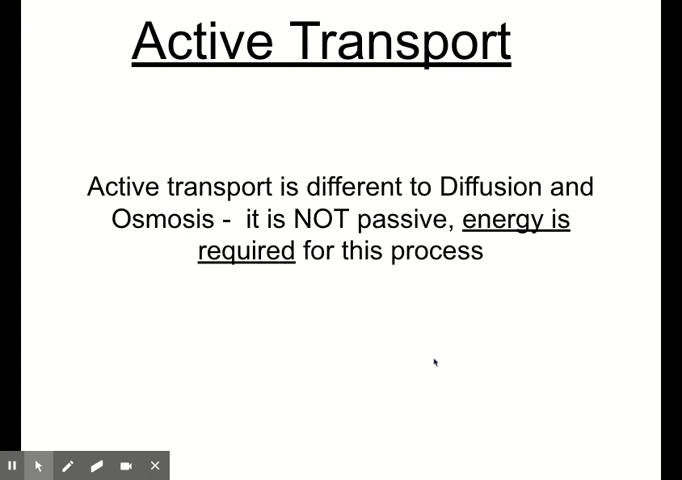 Active Transport
Active transport is different to Diffusion and
Osmosis -  it is NOT passive, energy is
required for this process